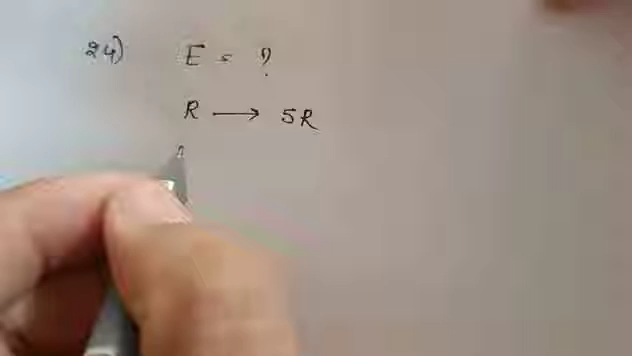 24) E = ?
R → 5R